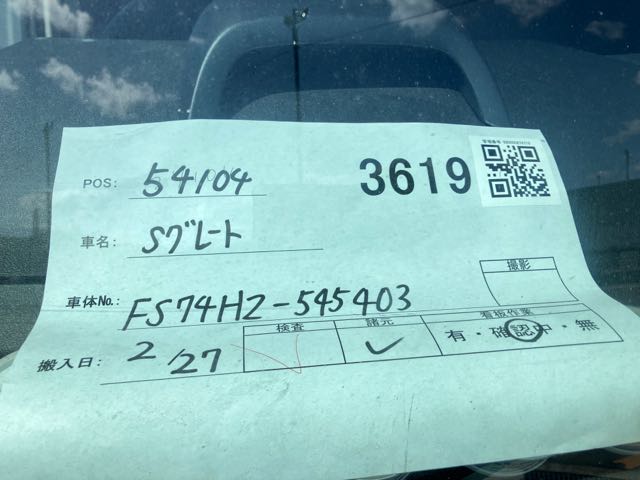 POS: 54104
3619
車名: Sグレート
車体No.: FS74HZ-545403
撮影
搬入日: 2/27
検査 諸元 看板作業
✓ 有・確認中・無